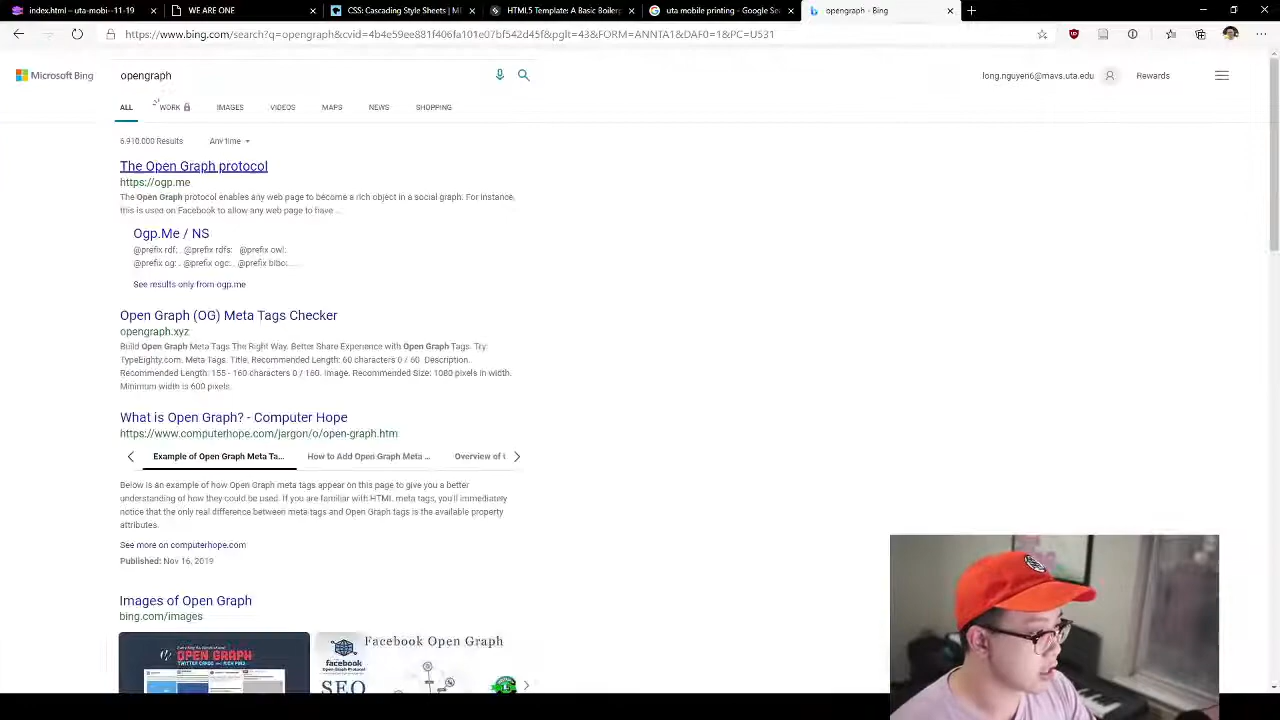 index.html – uta-mobi--11-19
WE ARE ONE
CSS: Cascading Style Sheets | M
HTML5 Template: A Basic Boilerp
uta mobile printing - Google Se
opengraph - Bing
https://www.bing.com/search?q=opengraph&cvid=4b4e59ee881f406fa101e07bf542d45f&pglt=43&FORM=ANNTA1&DAF0=1&PC=U531
Microsoft Bing
opengraph
long.nguyen6@mavs.uta.edu
Rewards
ALL
WORK
IMAGES
VIDEOS
MAPS
NEWS
SHOPPING
6,910,000 Results
Any time
The Open Graph protocol
https://ogp.me
The Open Graph protocol enables any web page to become a rich object in a social graph. For instance,
this is used on Facebook to allow any web page to have ...
Ogp.Me / NS
@prefix rdf: . @prefix rdfs: @prefix owl:
@prefix og: . @prefix ogc: . @prefix bibo: ...
See results only from ogp.me
Open Graph (OG) Meta Tags Checker
opengraph.xyz
Build Open Graph Meta Tags The Right Way. Better Share Experience with Open Graph Tags. Try:
TypeEighty.com. Meta Tags. Title. Recommended Length: 60 characters 0 / 60 Description.
Recommended Length: 155 - 160 characters 0 / 160. Image. Recommended Size: 1080 pixels in width.
Minimum width is 600 pixels.
What is Open Graph? - Computer Hope
https://www.computerhope.com/jargon/o/open-graph.htm
Example of Open Graph Meta Ta...
How to Add Open Graph Meta ...
Overview of
Below is an example of how Open Graph meta tags appear on this page to give you a better
understanding of how they could be used. If you are familiar with HTML meta tags, you'll immediately
notice that the only real difference between meta tags and Open Graph tags is the available property
attributes.
See more on computerhope.com
Published: Nov 16, 2019
Images of Open Graph
bing.com/images
OPEN GRAPH
TWITTER CARDS AND RICH PINS
Facebook Open Graph
facebook
Open Graph Protocol
SEO